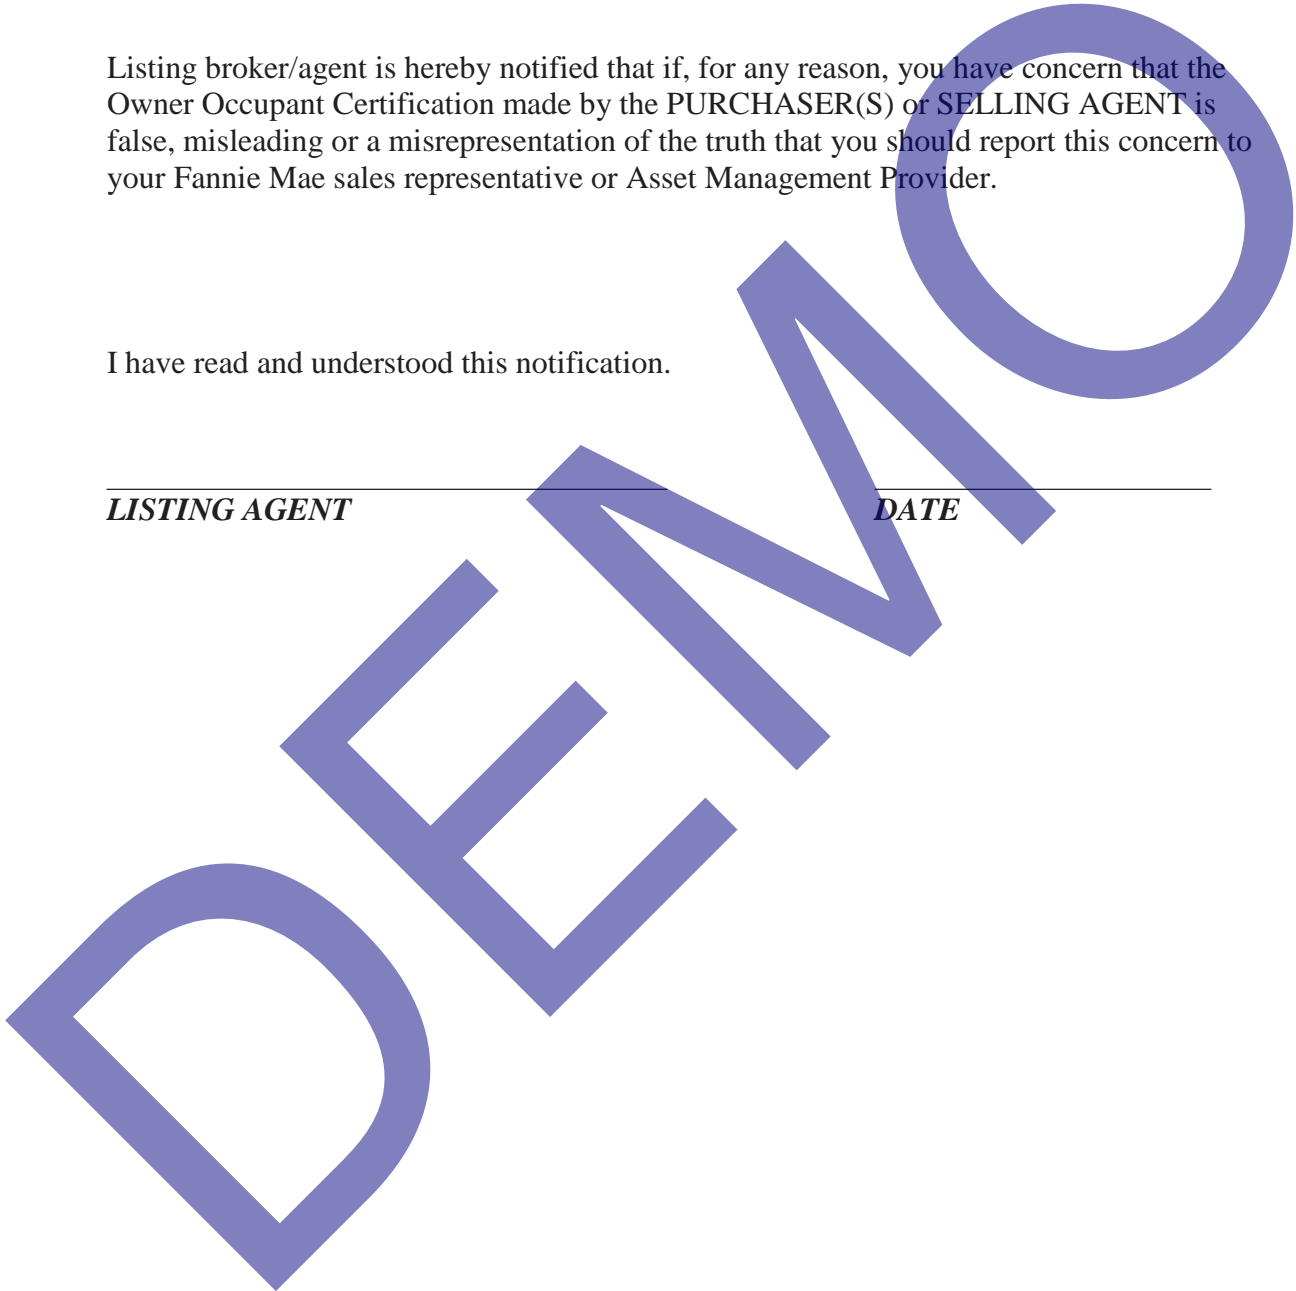 Listing broker/agent is hereby notified that if, for any reason, you have concern that the
Owner Occupant Certification made by the PURCHASER(S) or SELLING AGENT is
false, misleading or a misrepresentation of the truth that you should report this concern to
your Fannie Mae sales representative or Asset Management Provider.
I have read and understood this notification.
LISTING AGENT DATE
DEMO